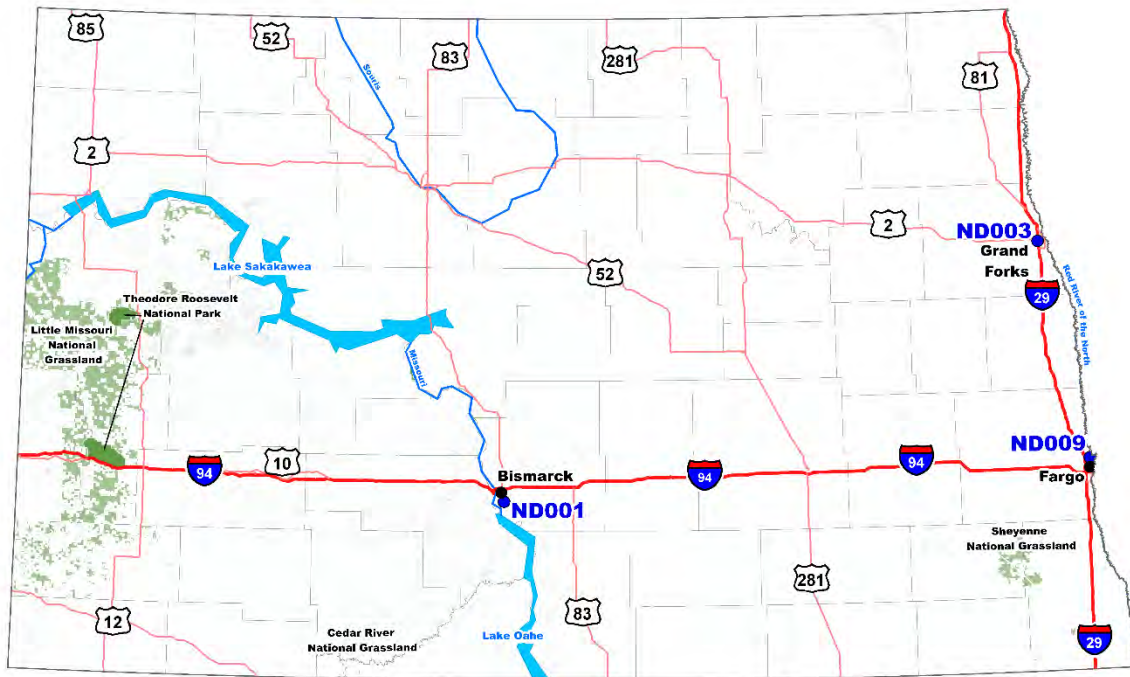 85
52
83
281
81
Souris
2
ND003
2
Grand
Forks
Lake Sakakawea
52
29
Red River of the North
Theodore Roosevelt
National Park
Little Missouri
National
Grassland
Missouri
ND009
94
10
Bismarck
94
94
Fargo
ND001
Sheyenne
National Grassland
281
12
83
Cedar River
National Grassland
Lake Oahe
29